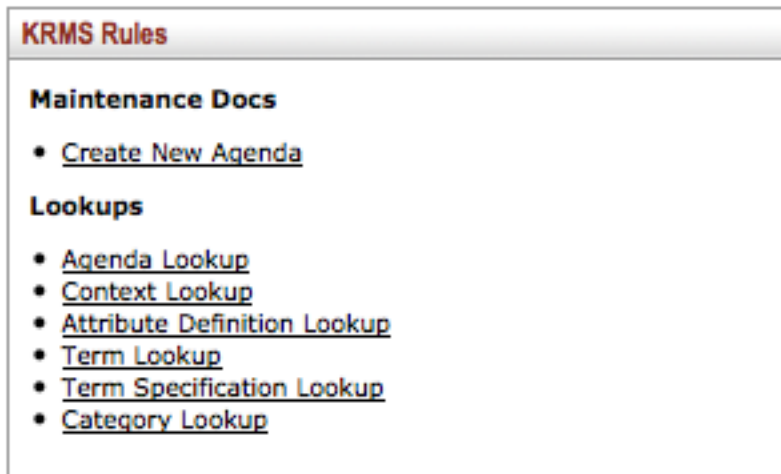 KRMS Rules
Maintenance Docs
• Create New Agenda
Lookups
• Agenda Lookup
• Context Lookup
• Attribute Definition Lookup
• Term Lookup
• Term Specification Lookup
• Category Lookup